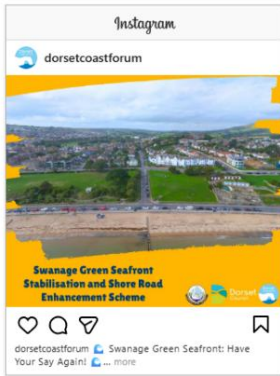 Instagram
dorsetcoastforum
Swanage Green Seafront
Stabilisation and Shore Road
Enhancement Scheme
Dorset
Council
dorsetcoastforum 🌊 Swanage Green Seafront: Have
Your Say Again! 🌊 ... more